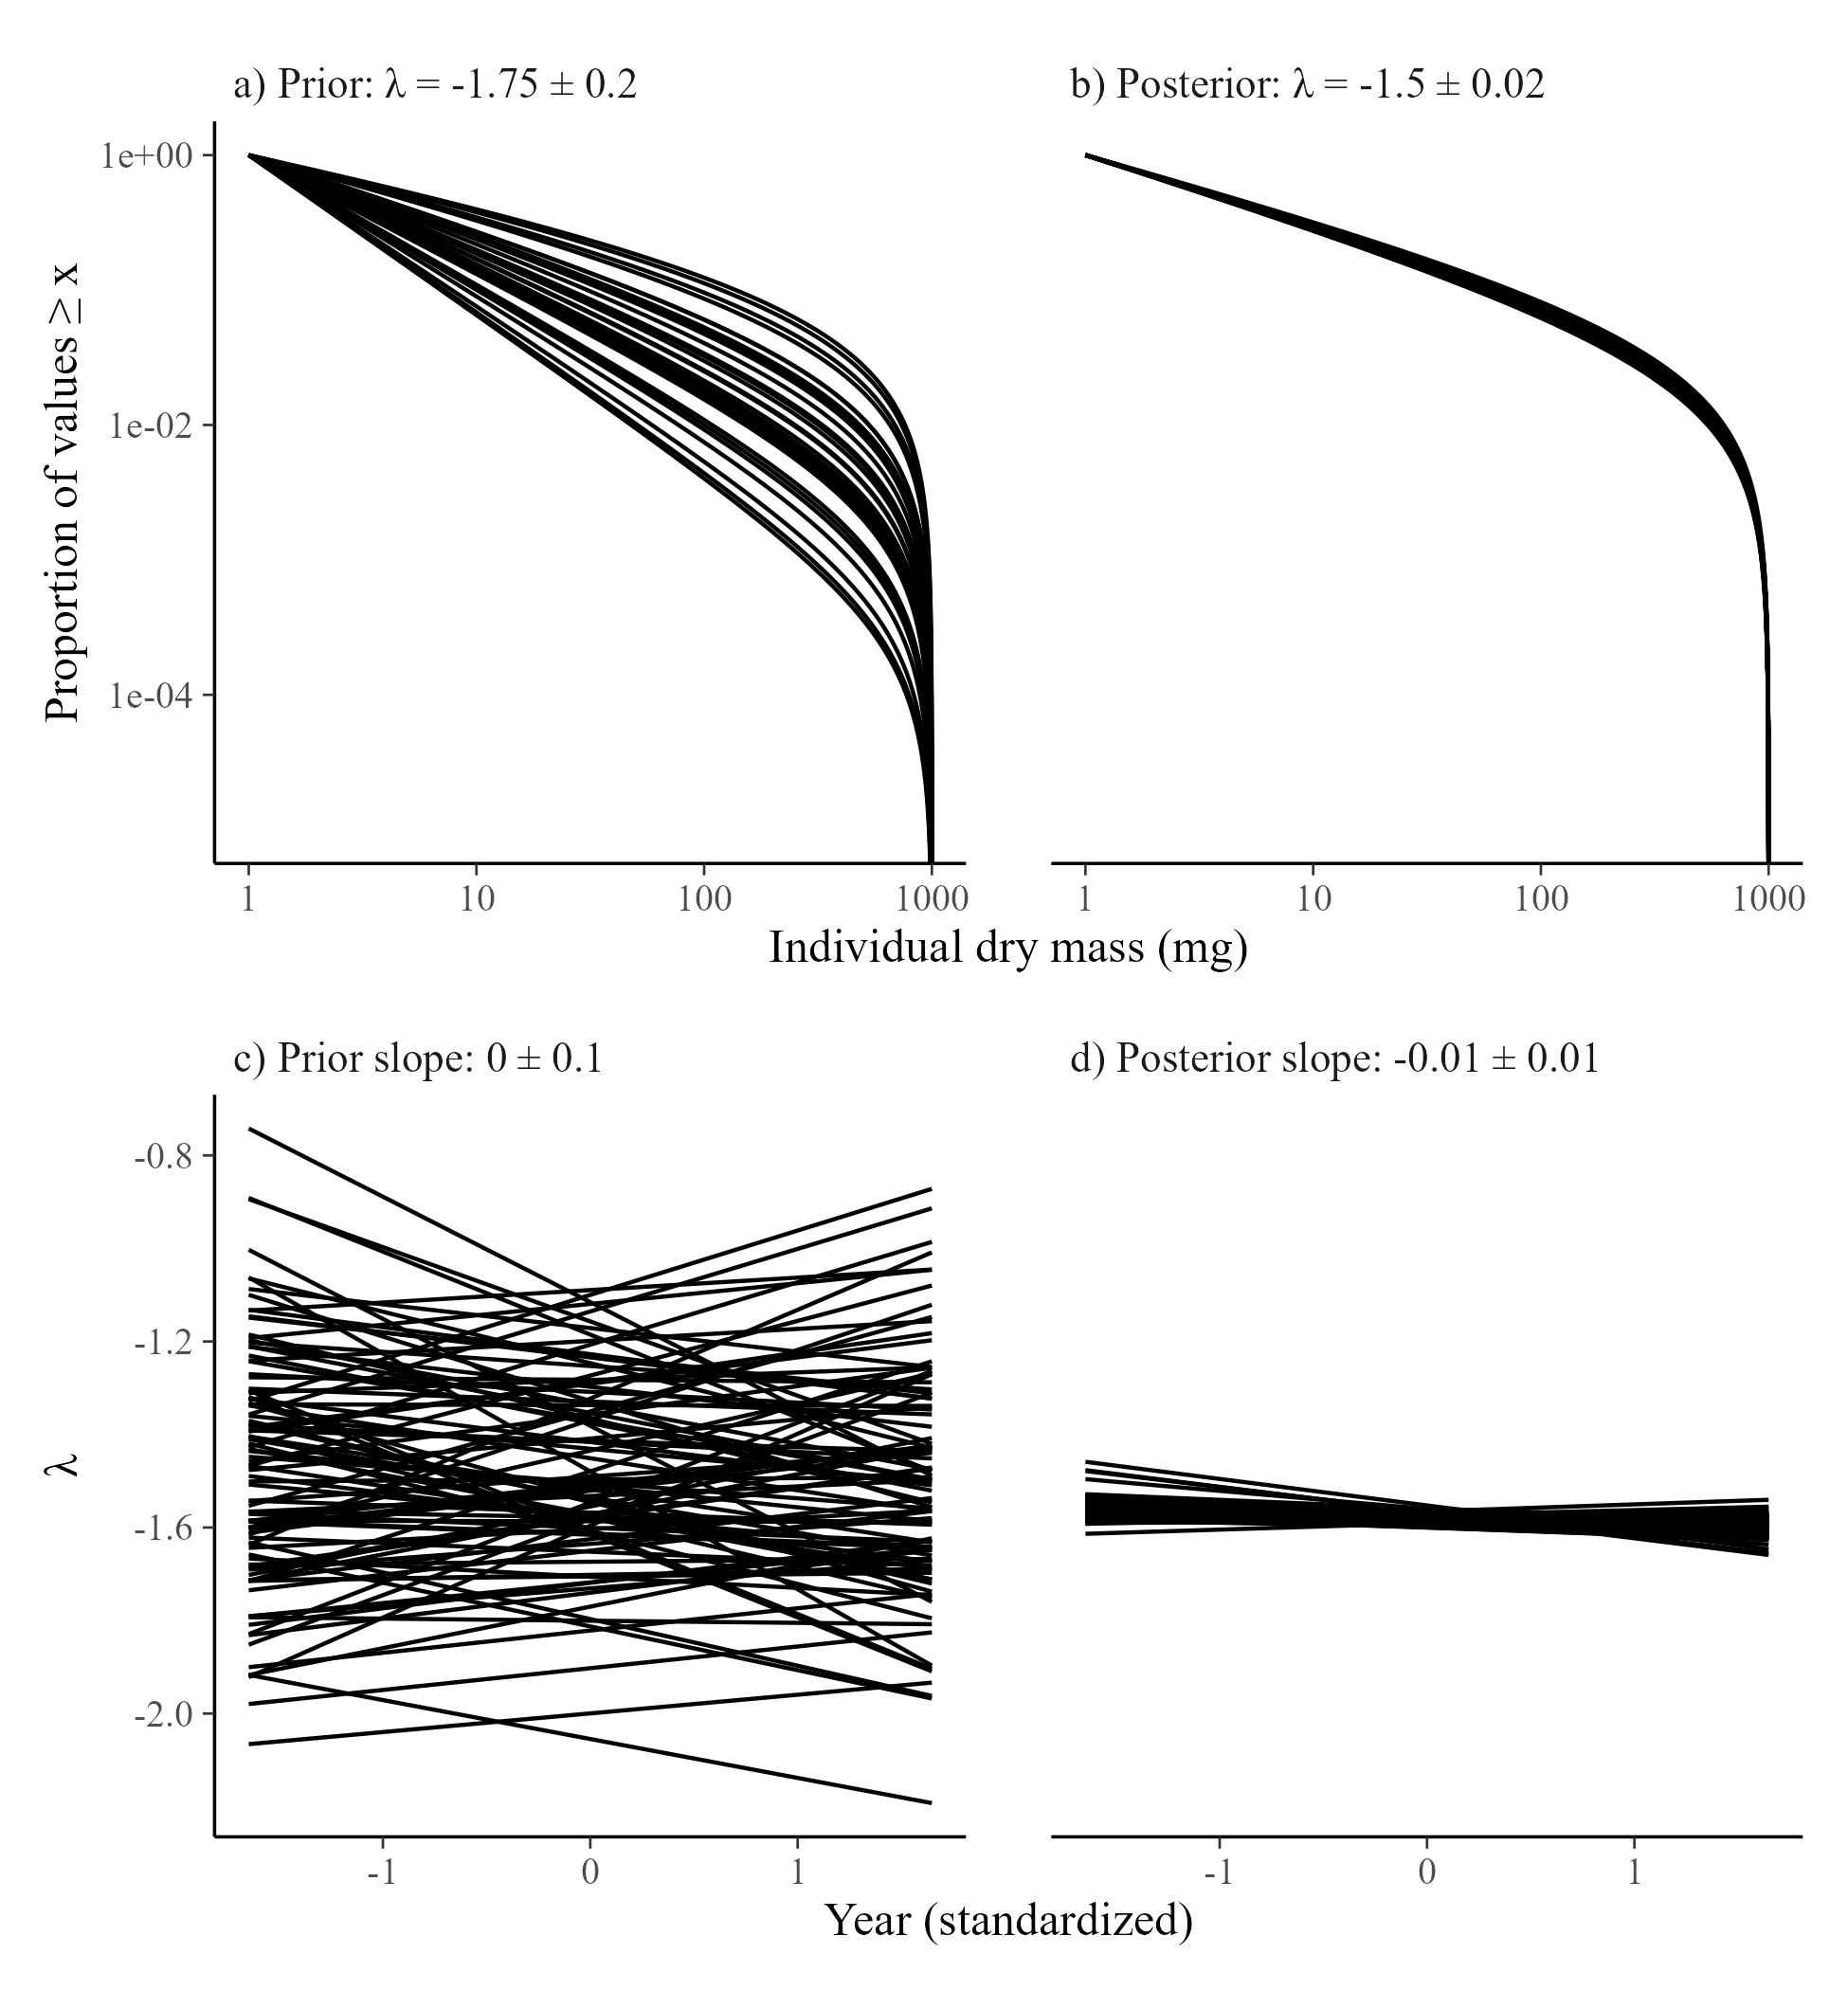 a) Prior: λ = -1.75 ± 0.2
b) Posterior: λ = -1.5 ± 0.02
Proportion of values ≥ x
1e+00
1e-02
1e-04
1 10 100 1000
1 10 100 1000
Individual dry mass (mg)
c) Prior slope: 0 ± 0.1
d) Posterior slope: -0.01 ± 0.01
λ
-0.8
-1.2
-1.6
-2.0
-1 0 1
-1 0 1
Year (standardized)